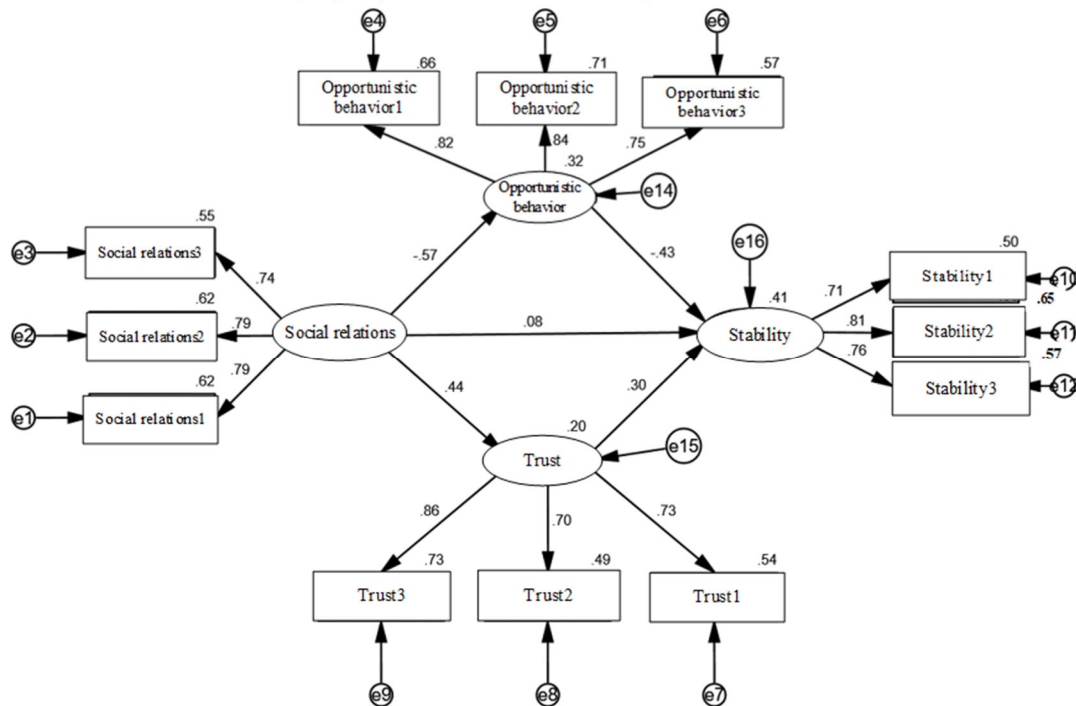 e4
e5
e6
.66
.71
.57
Opportunistic
behavior1
Opportunistic
behavior2
Opportunistic
behavior3
.82
.84
.75
.32
Opportunistic
behavior
e14
.55
e3
Social relations3
-.57
-.43
e16
.50
.74
.71
Stability1
e10
.62
.41
.65
e2
Social relations2
.79
Social relations
.08
Stability
.81
Stability2
e11
.79
.76
.57
.62
.44
.30
Stability3
e12
e1
Social relations1
.20
e15
Trust
.86
.70
.73
.73
.49
.54
Trust3
Trust2
Trust1
e9
e8
e7